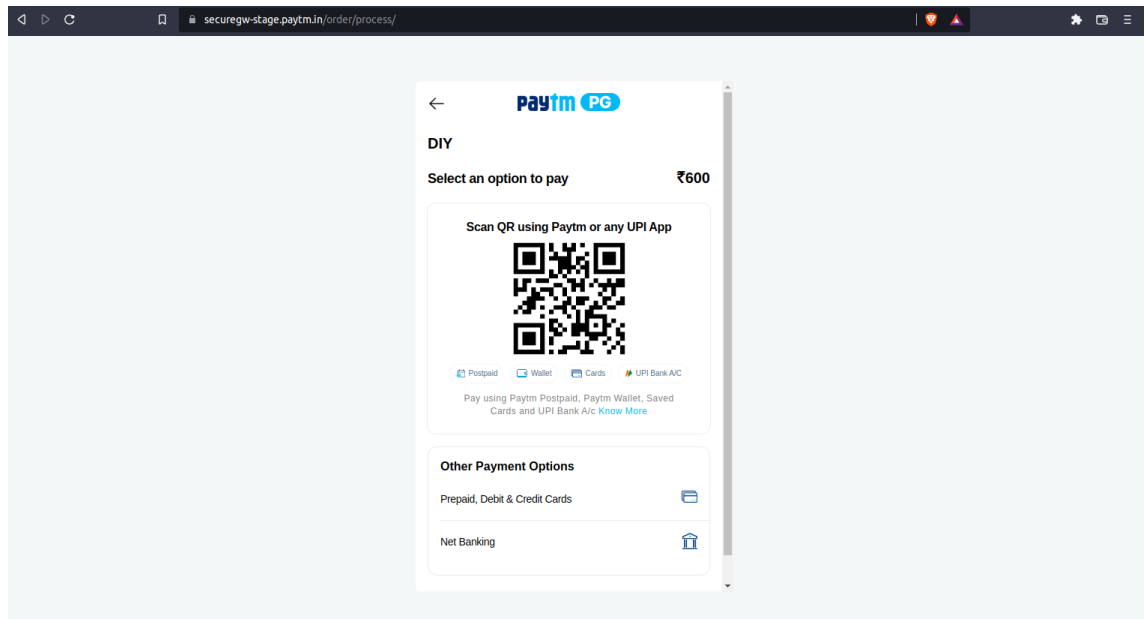 securegw-stage.paytm.in/order/process/
paytm PG
DIY
Select an option to pay ₹600
Scan QR using Paytm or any UPI App
Postpaid Wallet Cards UPI Bank A/C
Pay using Paytm Postpaid, Paytm Wallet, Saved
Cards and UPI Bank A/c Know More
Other Payment Options
Prepaid, Debit & Credit Cards
Net Banking